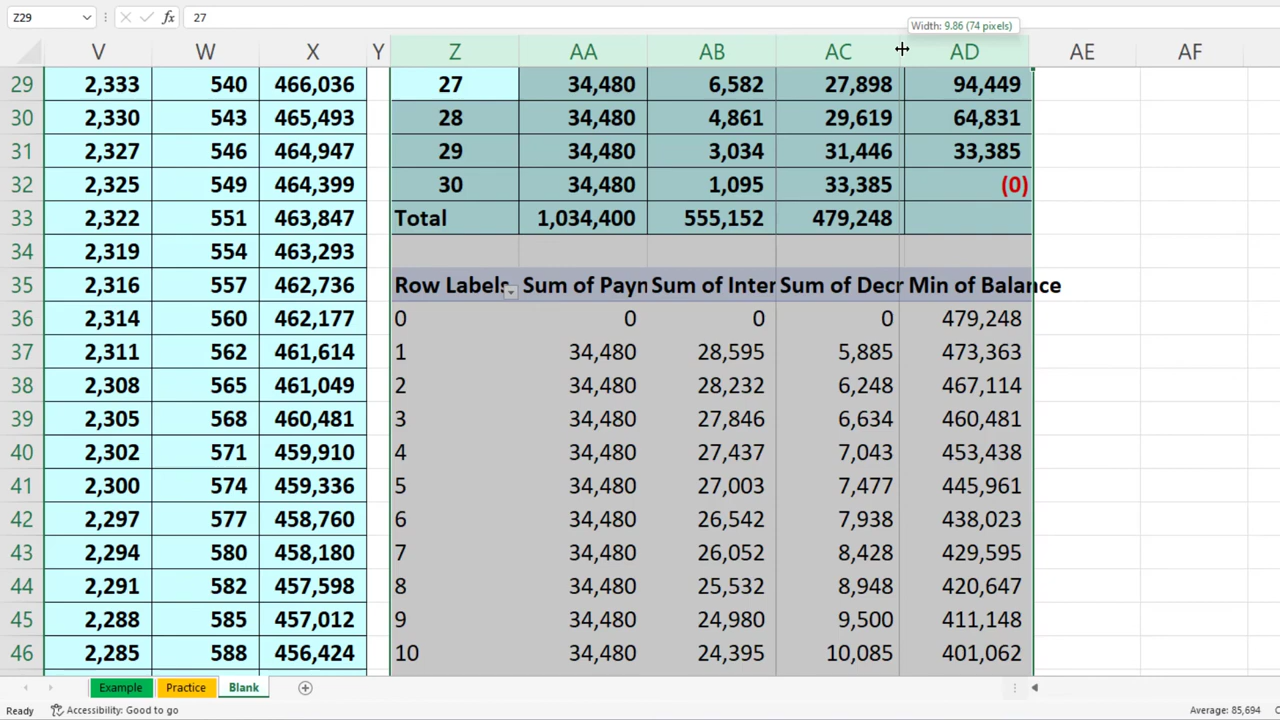 Z29 fx 27
Width: 9.86 (74 pixels)
V W X Y Z AA AB AC AD AE AF
29 2,333 540 466,036 27 34,480 6,582 27,898 94,449
30 2,330 543 465,493 28 34,480 4,861 29,619 64,831
31 2,327 546 464,947 29 34,480 3,034 31,446 33,385
32 2,325 549 464,399 30 34,480 1,095 33,385 (0)
33 2,322 551 463,847 Total 1,034,400 555,152 479,248
34 2,319 554 463,293
35 2,316 557 462,736 Row Labels Sum of Payn Sum of Inter Sum of Decr Min of Balance
36 2,314 560 462,177 0 0 0 0 479,248
37 2,311 562 461,614 1 34,480 28,595 5,885 473,363
38 2,308 565 461,049 2 34,480 28,232 6,248 467,114
39 2,305 568 460,481 3 34,480 27,846 6,634 460,481
40 2,302 571 459,910 4 34,480 27,437 7,043 453,438
41 2,300 574 459,336 5 34,480 27,003 7,477 445,961
42 2,297 577 458,760 6 34,480 26,542 7,938 438,023
43 2,294 580 458,180 7 34,480 26,052 8,428 429,595
44 2,291 582 457,598 8 34,480 25,532 8,948 420,647
45 2,288 585 457,012 9 34,480 24,980 9,500 411,148
46 2,285 588 456,424 10 34,480 24,395 10,085 401,062
Example Practice Blank
Ready Accessibility: Good to go Average: 85,694